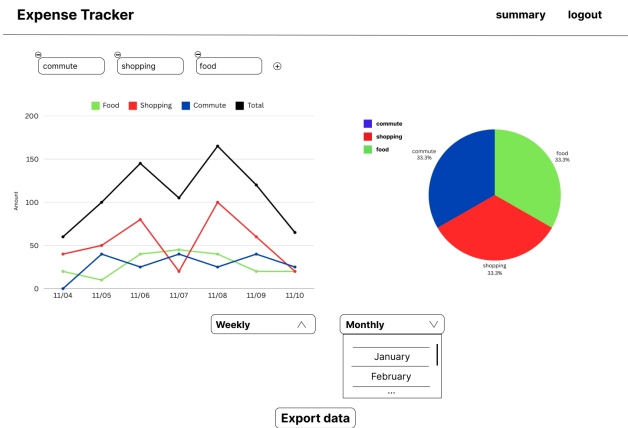 Expense Tracker
summary logout
commute shopping food
Food Shopping Commute Total
200
150
100
50
0
Amount
11/04 11/05 11/06 11/07 11/08 11/09 11/10
commute
shopping
food
commute
33.3%
food
33.3%
shopping
33.3%
Weekly
Monthly
January
February
...
Export data